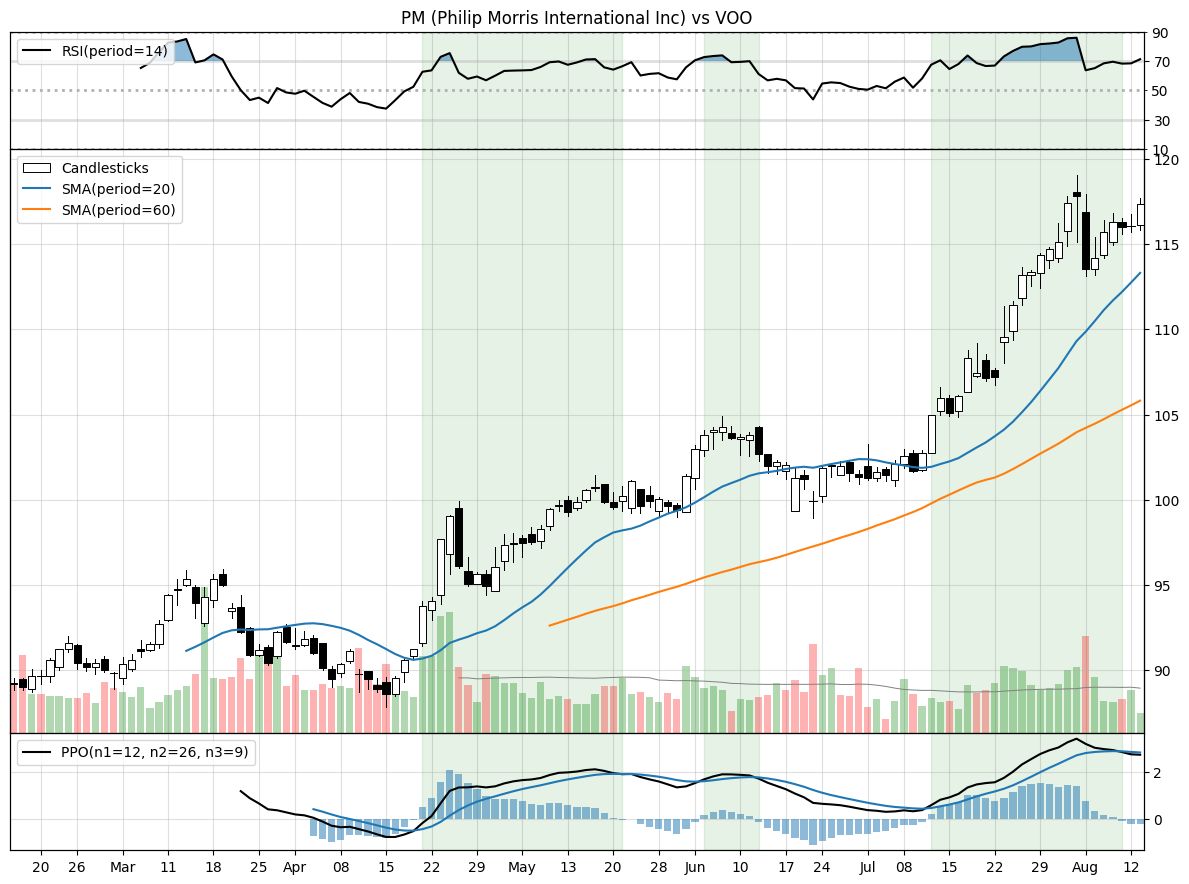 PM (Philip Morris International Inc) vs VOO
RSI(period=14)
90
70
50
30
10
Candlesticks
SMA(period=20)
SMA(period=60)
120
115
110
105
100
95
90
PPO(n1=12, n2=26, n3=9)
2
0
20 26 Mar 11 18 25 Apr 08 15 22 29 May 13 20 28 Jun 10 17 24 Jul 08 15 22 29 Aug 12